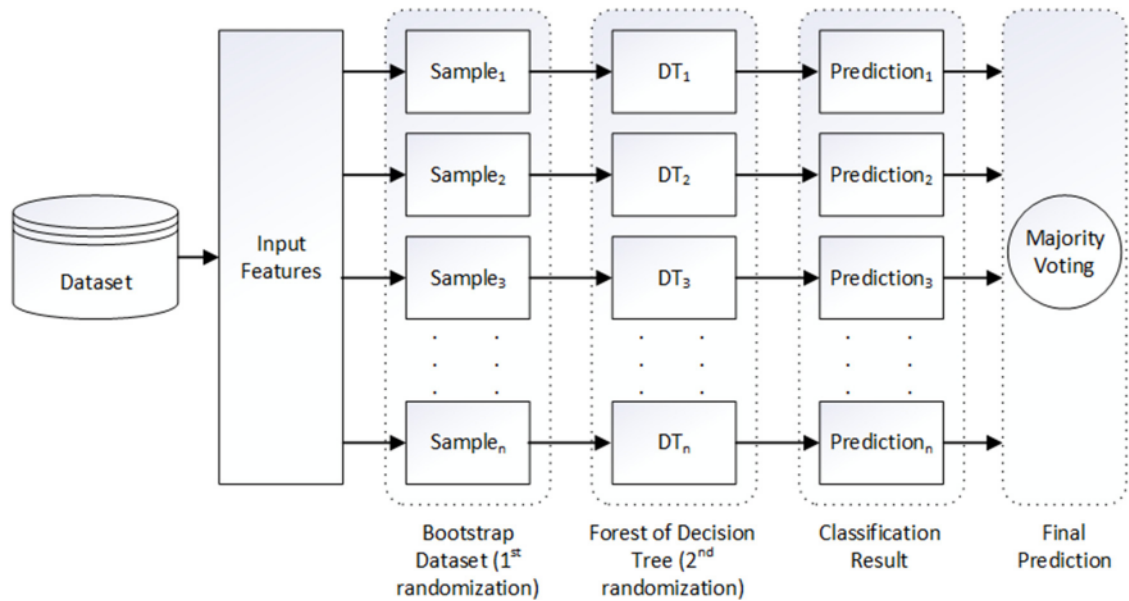 Dataset
Input
Features
Sample₁
DT₁
Prediction₁
Sample₂
DT₂
Prediction₂
Sample₃
DT₃
Prediction₃
Sampleₙ
DTₙ
Predictionₙ
Majority
Voting
Bootstrap
Dataset (1ˢᵗ
randomization)
Forest of Decision
Tree (2ⁿᵈ
randomization)
Classification
Result
Final
Prediction